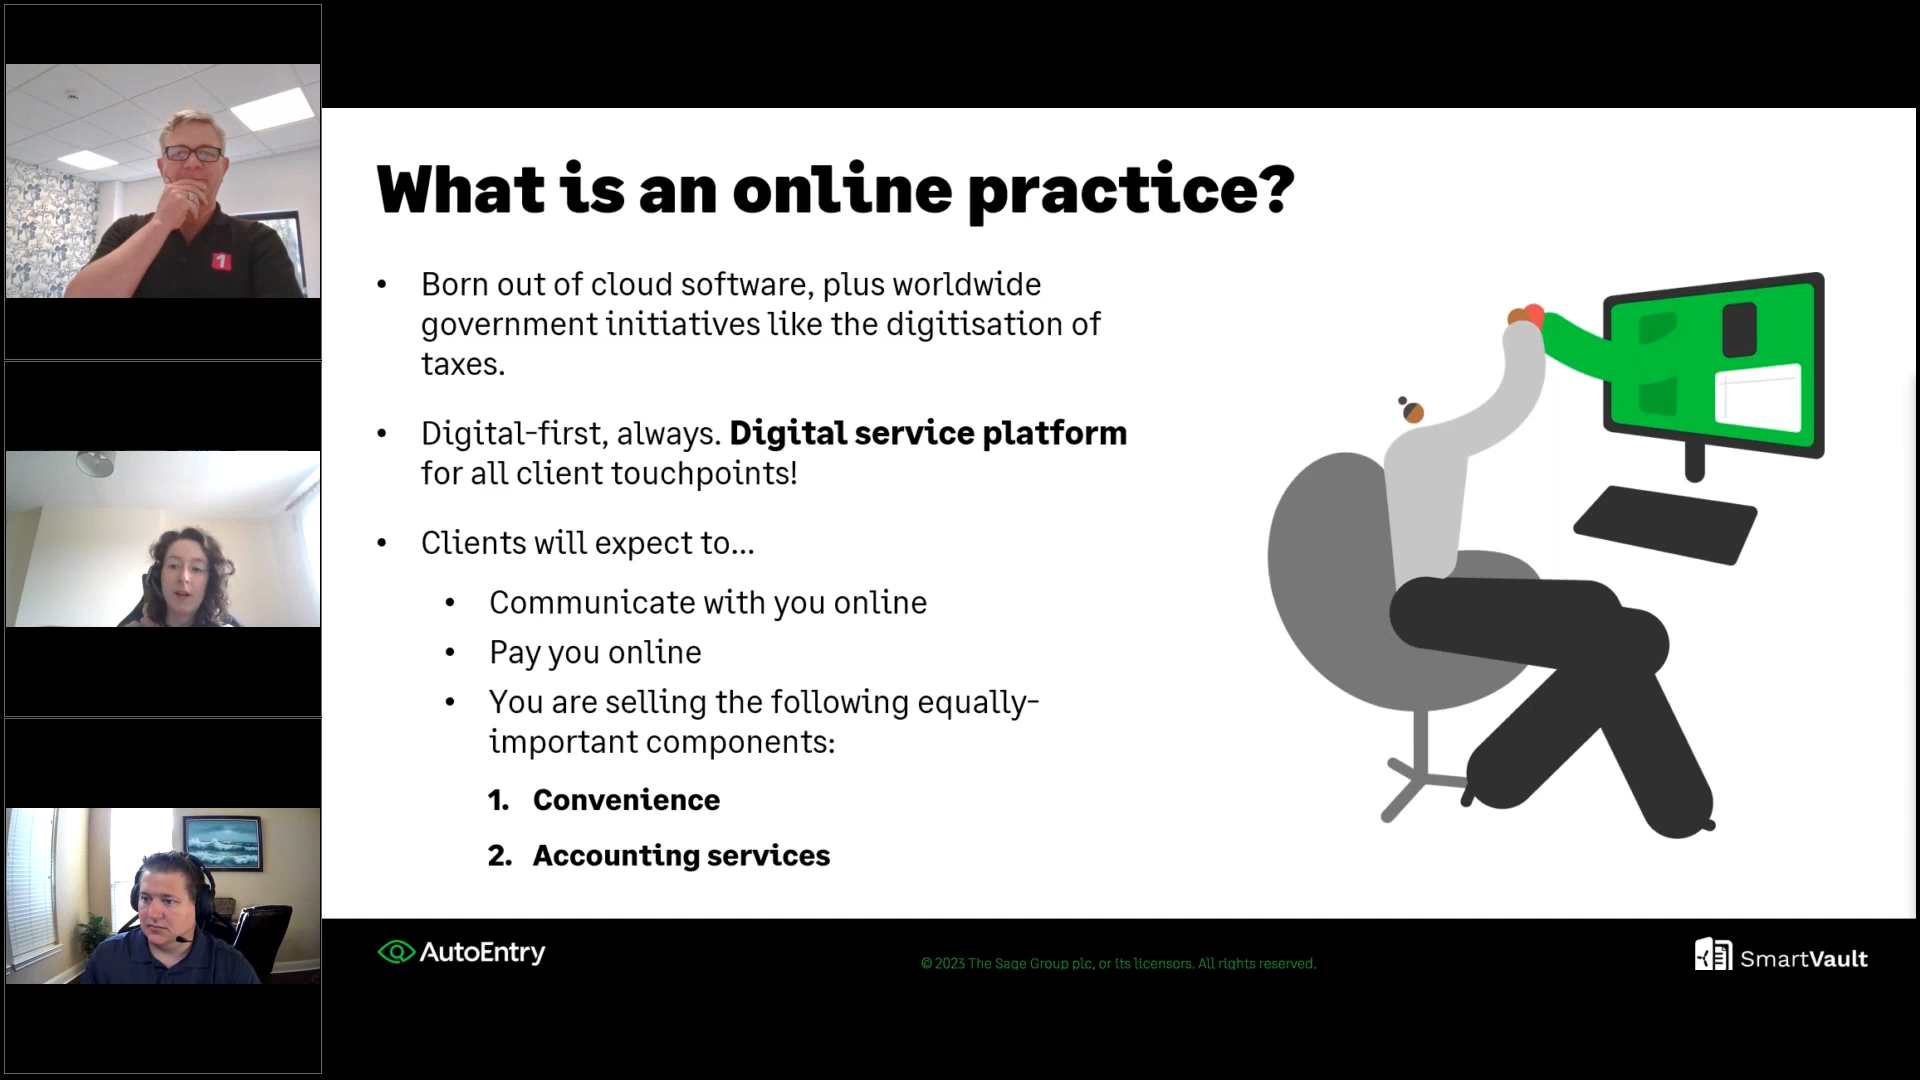 1
What is an online practice?
• Born out of cloud software, plus worldwide
government initiatives like the digitisation of
taxes.
• Digital-first, always. Digital service platform
for all client touchpoints!
• Clients will expect to...
• Communicate with you online
• Pay you online
• You are selling the following equally-
important components:
1. Convenience
2. Accounting services
AutoEntry
© 2023 The Sage Group plc, or its licensors. All rights reserved.
SmartVault